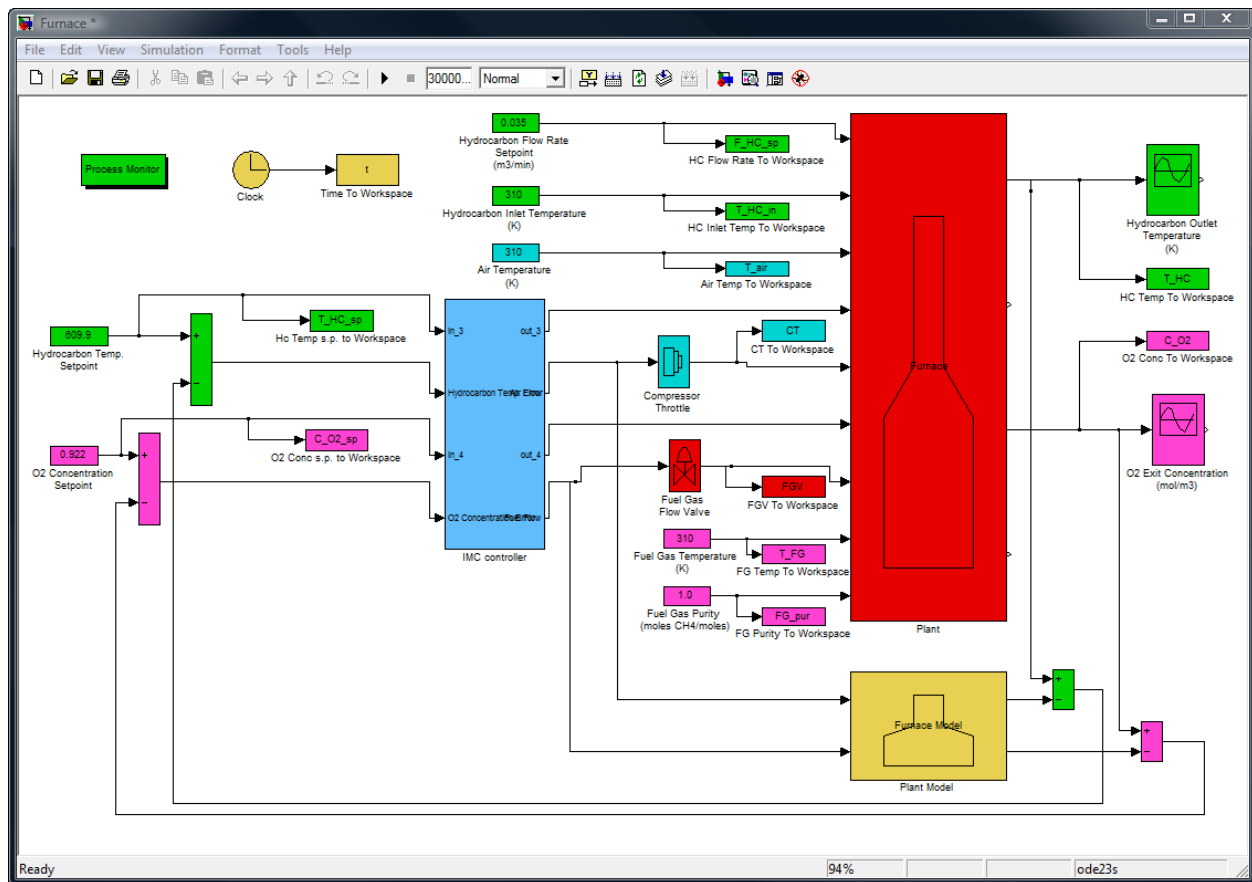 Furnace *
File Edit View Simulation Format Tools Help
30000... Normal
Process Monitor
Clock
t
Time To Workspace
0.035
Hydrocarbon Flow Rate
Setpoint
(m3/min)
F_HC_sp
HC Flow Rate To Workspace
310
Hydrocarbon Inlet Temperature
(K)
T_HC_in
HC Inlet Temp To Workspace
310
Air Temperature
(K)
T_air
Air Temp To Workspace
609.9
Hydrocarbon Temp.
Setpoint
T_HC_sp
Hc Temp s.p. to Workspace
+
−
0.922
O2 Concentration
Setpoint
C_O2_sp
O2 Conc s.p. to Workspace
+
−
In_3
out_3
Hydrocarbon Temp. Error
Air Flow
In_4
out_4
O2 Concentration Error
Fuel Flow
IMC controller
Compressor
Throttle
CT
CT To Workspace
Fuel Gas
Flow Valve
FGV
FGV To Workspace
310
Fuel Gas Temperature
(K)
T_FG
FG Temp To Workspace
1.0
Fuel Gas Purity
(moles CH4/moles)
FG_pur
FG Purity To Workspace
Furnace
Plant
Hydrocarbon Outlet
Temperature
(K)
T_HC
HC Temp To Workspace
C_O2
O2 Conc To Workspace
O2 Exit Concentration
(mol/m3)
Furnace Model
Plant Model
+
−
+
−
Ready
94%
ode23s